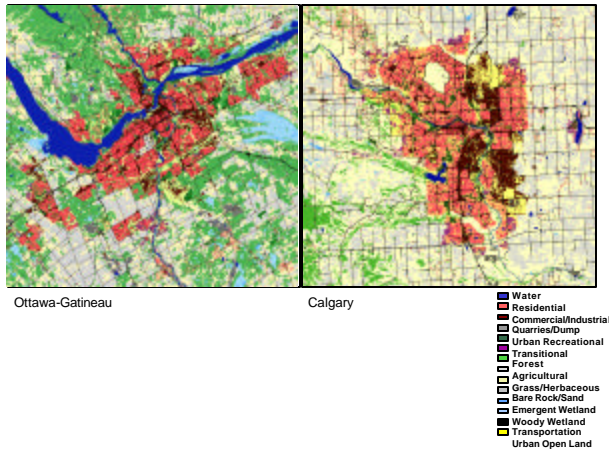 Ottawa-Gatineau
Calgary
Water
Residential
Commercial/Industrial
Quarries/Dump
Urban Recreational
Transitional
Forest
Agricultural
Grass/Herbaceous
Bare Rock/Sand
Emergent Wetland
Woody Wetland
Transportation
Urban Open Land